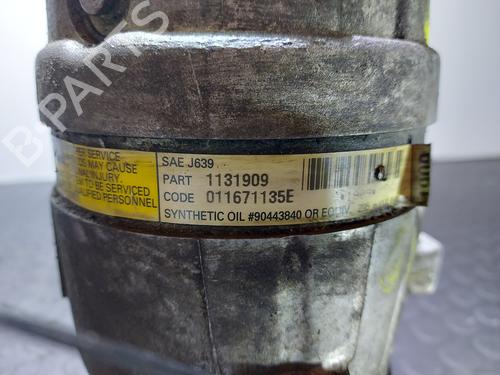 B-PARTS
SERVICE
MAY CAUSE
INJURY.
TO BE SERVICED
PERSONNEL
SAE J639
PART 1131909
CODE 011671135E
SYNTHETIC OIL #90443840 OR EQUIV.